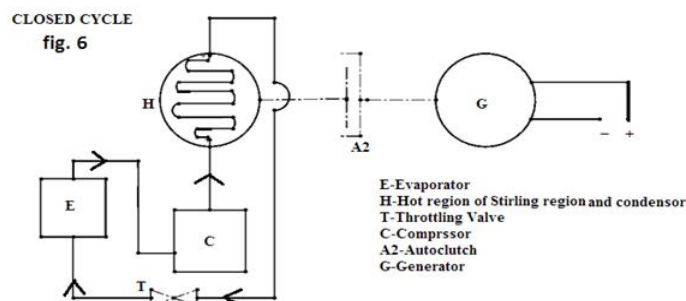 CLOSED CYCLE
fig. 6
H
G
A2
- +
E
C
T
E-Evaporator
H-Hot region of Stirling region and condensor
T-Throttling Valve
C-Comprssor
A2-Autoclutch
G-Generator